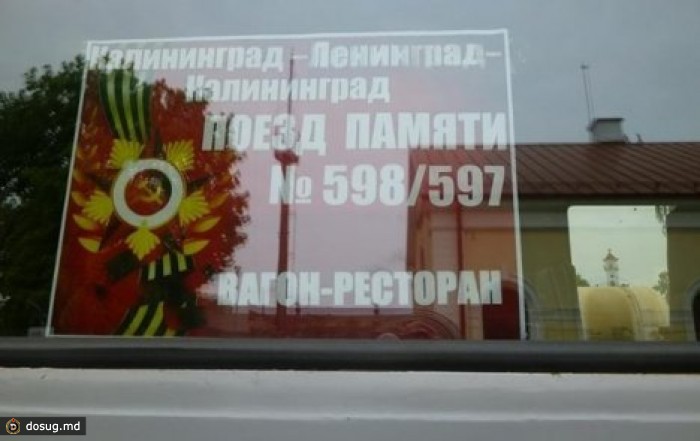 Калининград –Ленинград–
Калининград
ПОЕЗД ПАМЯТИ
№ 598/597
ВАГОН-РЕСТОРАН
dosug.md